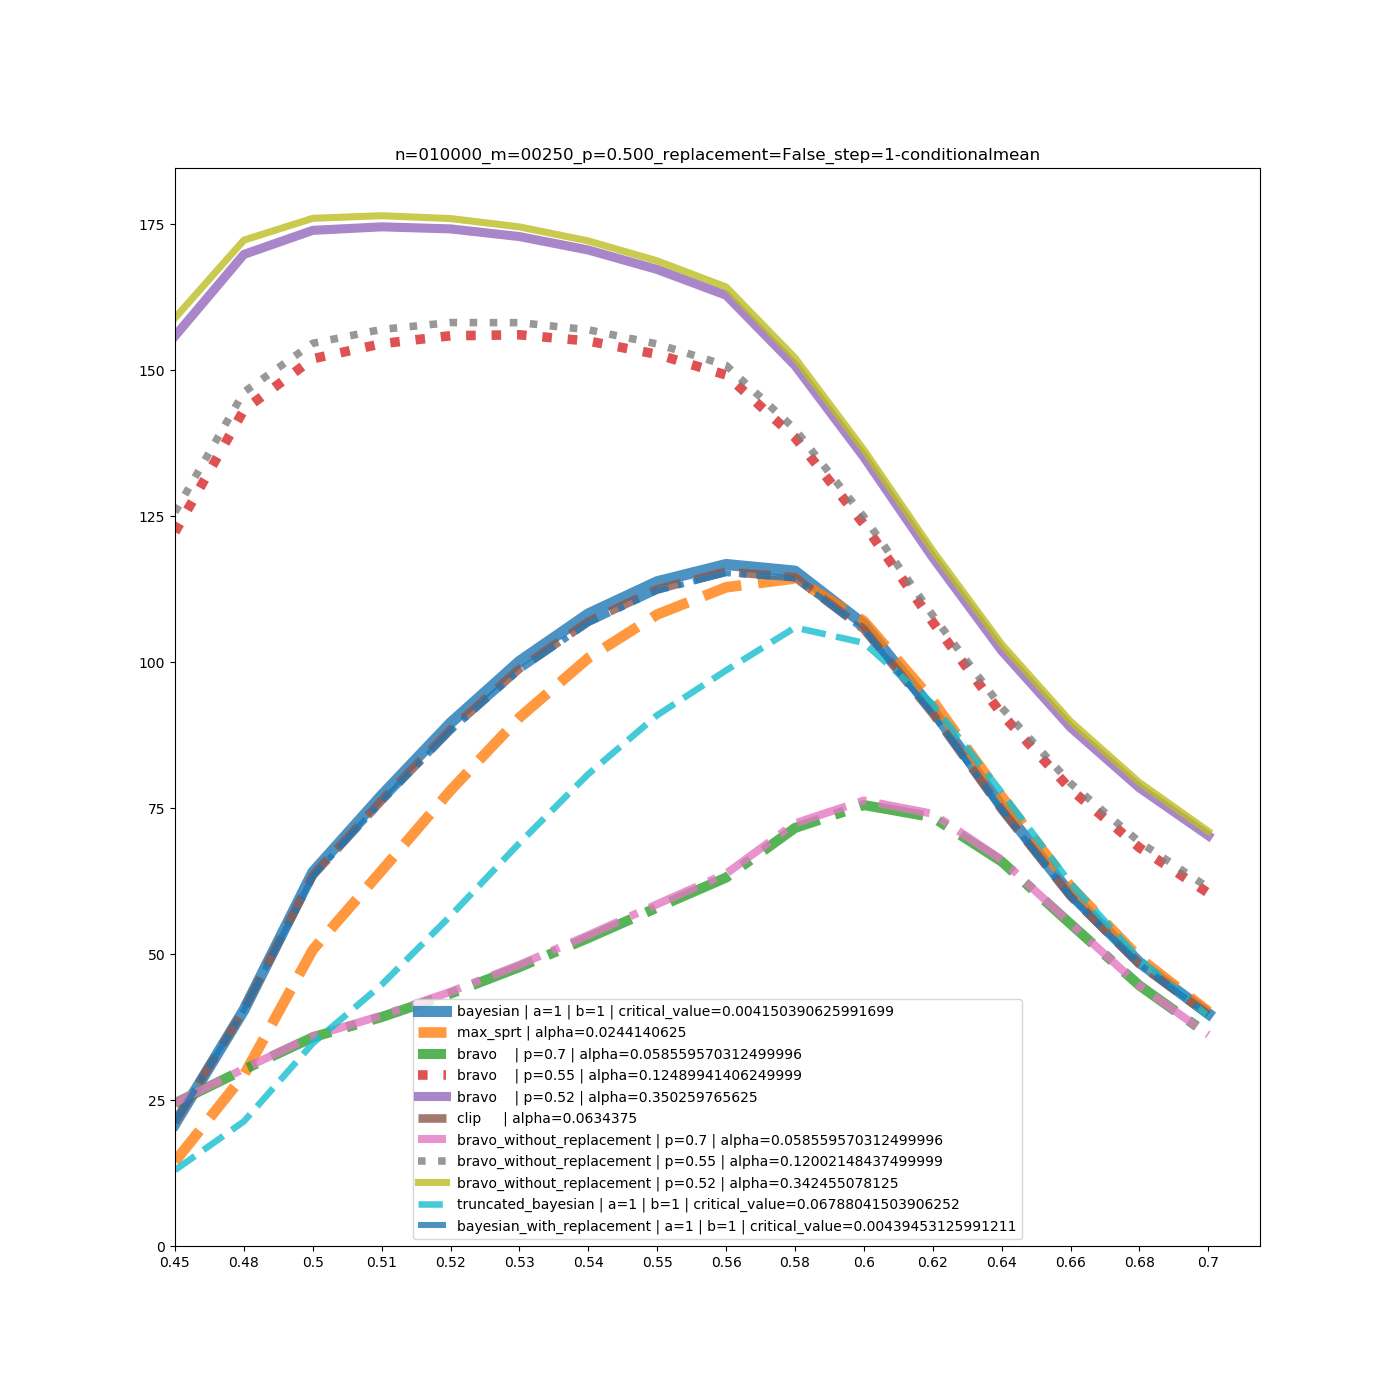 n=010000_m=00250_p=0.500_replacement=False_step=1-conditionalmean
175
150
125
100
75
50
25
0
bayesian | a=1 | b=1 | critical_value=0.004150390625991699
max_sprt | alpha=0.0244140625
bravo | p=0.7 | alpha=0.058559570312499996
bravo | p=0.55 | alpha=0.12489941406249999
bravo | p=0.52 | alpha=0.350259765625
clip | alpha=0.0634375
bravo_without_replacement | p=0.7 | alpha=0.058559570312499996
bravo_without_replacement | p=0.55 | alpha=0.12002148437499999
bravo_without_replacement | p=0.52 | alpha=0.342455078125
truncated_bayesian | a=1 | b=1 | critical_value=0.06788041503906252
bayesian_with_replacement | a=1 | b=1 | critical_value=0.00439453125991211
0.45 0.48 0.5 0.51 0.52 0.53 0.54 0.55 0.56 0.58 0.6 0.62 0.64 0.66 0.68 0.7